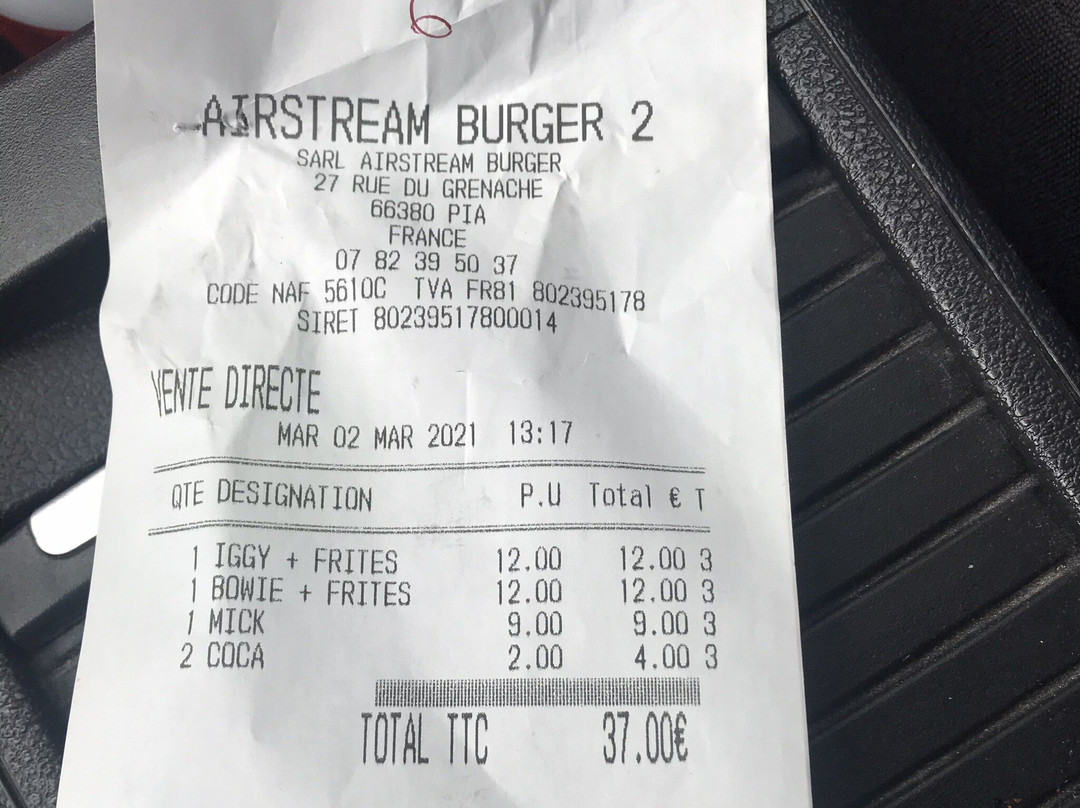 AIRSTREAM BURGER 2
SARL AIRSTREAM BURGER
27 RUE DU GRENACHE
66380 PIA
FRANCE
07 82 39 50 37
CODE NAF 5610C TVA FR81 802395178
SIRET 80239517800014
VENTE DIRECTE
MAR 02 MAR 2021 13:17
QTE DESIGNATION P.U Total € T
1 IGGY + FRITES 12.00 12.00 3
1 BOWIE + FRITES 12.00 12.00 3
1 MICK 9.00 9.00 3
2 COCA 2.00 4.00 3
TOTAL TTC 37.00€